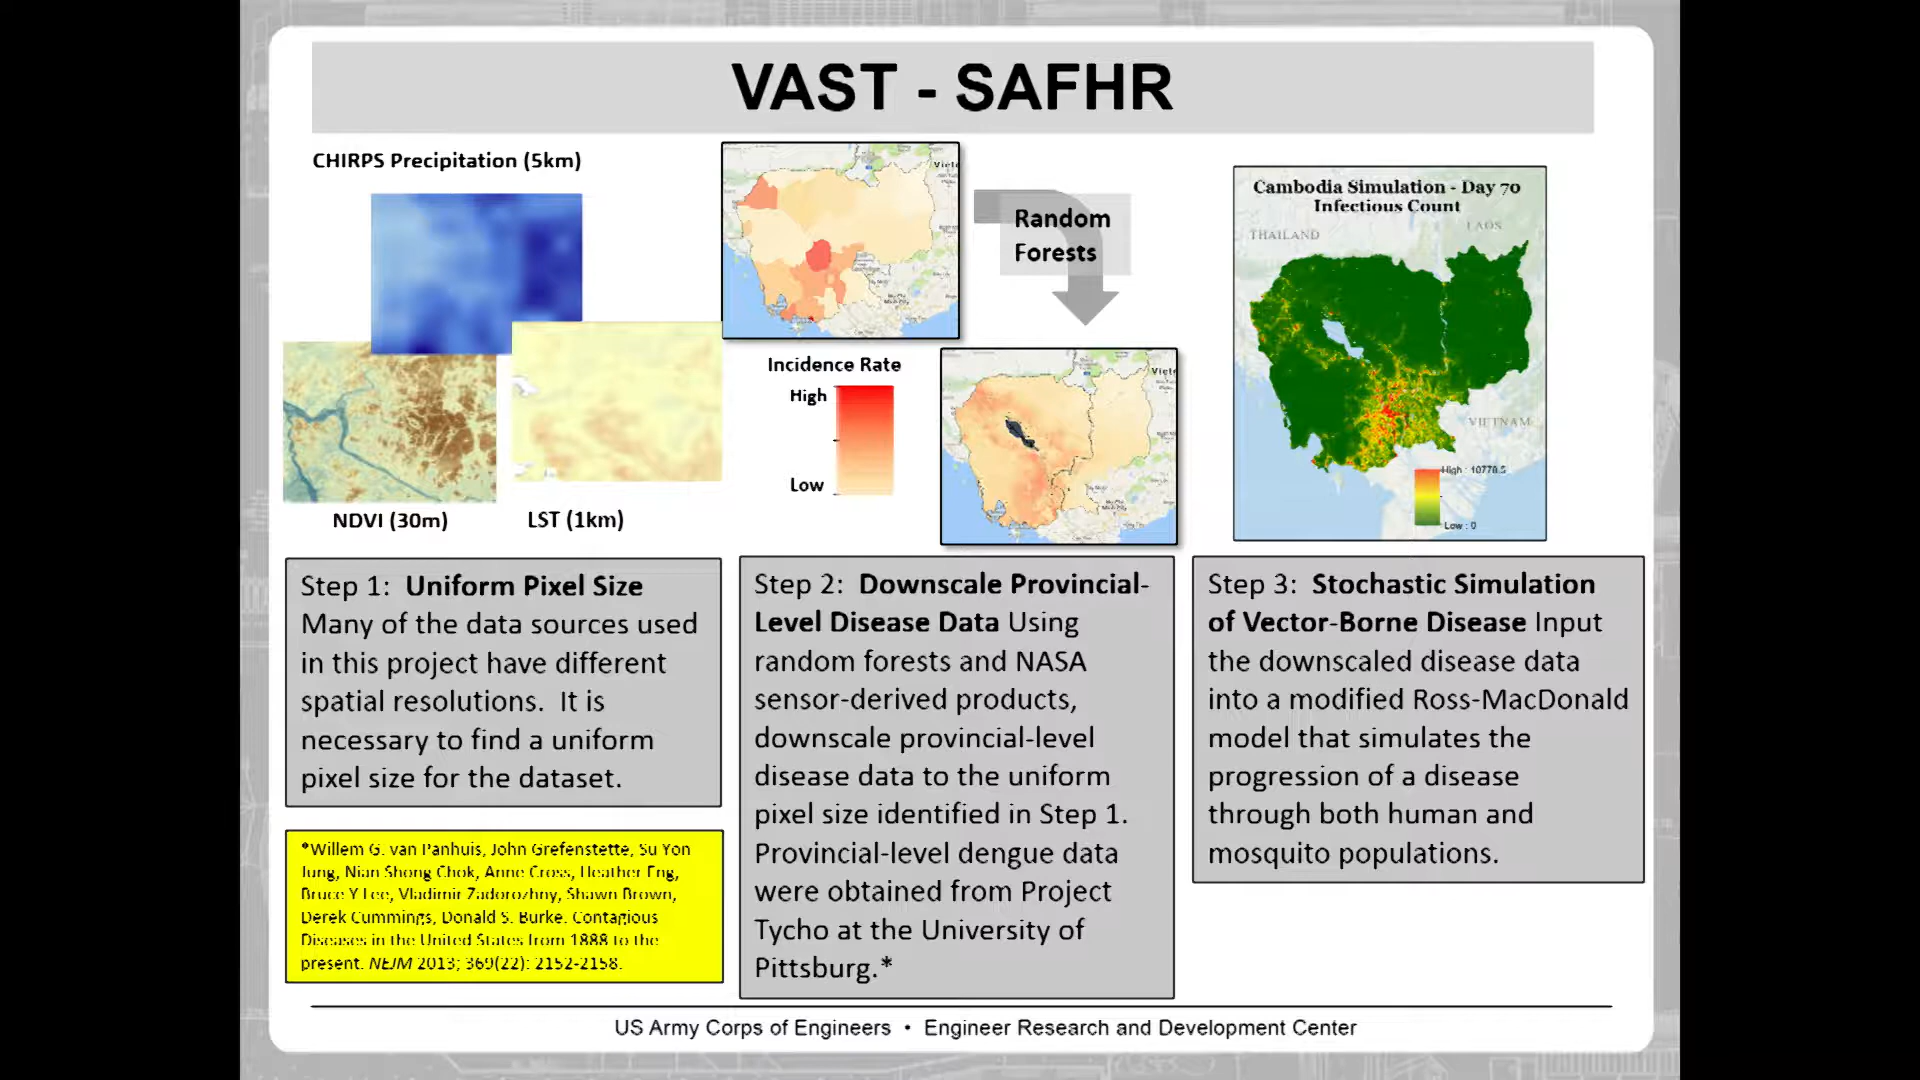 VAST - SAFHR
CHIRPS Precipitation (5km)
NDVI (30m)
LST (1km)
Incidence Rate
High
Low
Random
Forests
Cambodia Simulation - Day 70
Infectious Count
THAILAND
LAOS
VIETNAM
High : 10778.5
Low : 0
Step 1: Uniform Pixel Size
Many of the data sources used
in this project have different
spatial resolutions. It is
necessary to find a uniform
pixel size for the dataset.
*Willem G. van Panhuis, John Grefenstette, Su Yon
Jung, Nian Shong Chok, Anne Cross, Heather Eng,
Bruce Y Lee, Vladimir Zadorozhny, Shawn Brown,
Derek Cummings, Donald S. Burke. Contagious
Diseases in the United States from 1888 to the
present. NEJM 2013; 369(22): 2152-2158.
Step 2: Downscale Provincial-
Level Disease Data Using
random forests and NASA
sensor-derived products,
downscale provincial-level
disease data to the uniform
pixel size identified in Step 1.
Provincial-level dengue data
were obtained from Project
Tycho at the University of
Pittsburg.*
Step 3: Stochastic Simulation
of Vector-Borne Disease Input
the downscaled disease data
into a modified Ross-MacDonald
model that simulates the
progression of a disease
through both human and
mosquito populations.
US Army Corps of Engineers • Engineer Research and Development Center